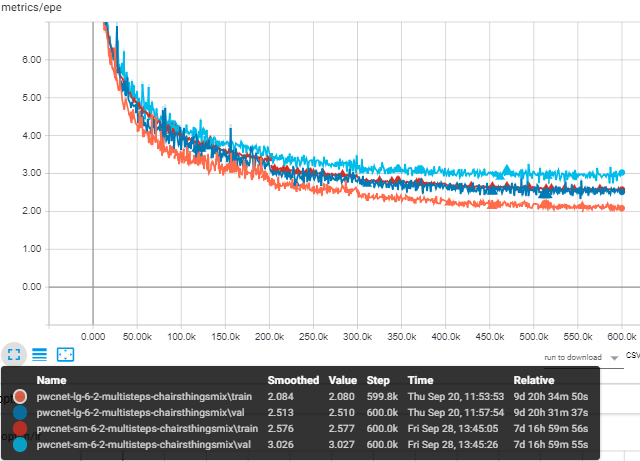 metrics/epe
6.00
5.00
4.00
3.00
2.00
1.00
0.00
0.000 50.00k 100.0k 150.0k 200.0k 250.0k 300.0k 350.0k 400.0k 450.0k 500.0k 550.0k 600.0k
run to download CSV
Name Smoothed Value Step Time Relative
pwcnet-lg-6-2-multisteps-chairsthingsmix\train 2.084 2.080 599.8k Thu Sep 20, 11:53:53 9d 20h 34m 50s
pwcnet-lg-6-2-multisteps-chairsthingsmix\val 2.513 2.510 600.0k Thu Sep 20, 11:57:54 9d 20h 31m 37s
pwcnet-sm-6-2-multisteps-chairsthingsmix\train 2.576 2.577 600.0k Fri Sep 28, 13:45:05 7d 16h 59m 56s
pwcnet-sm-6-2-multisteps-chairsthingsmix\val 3.026 3.027 600.0k Fri Sep 28, 13:45:26 7d 16h 59m 55s